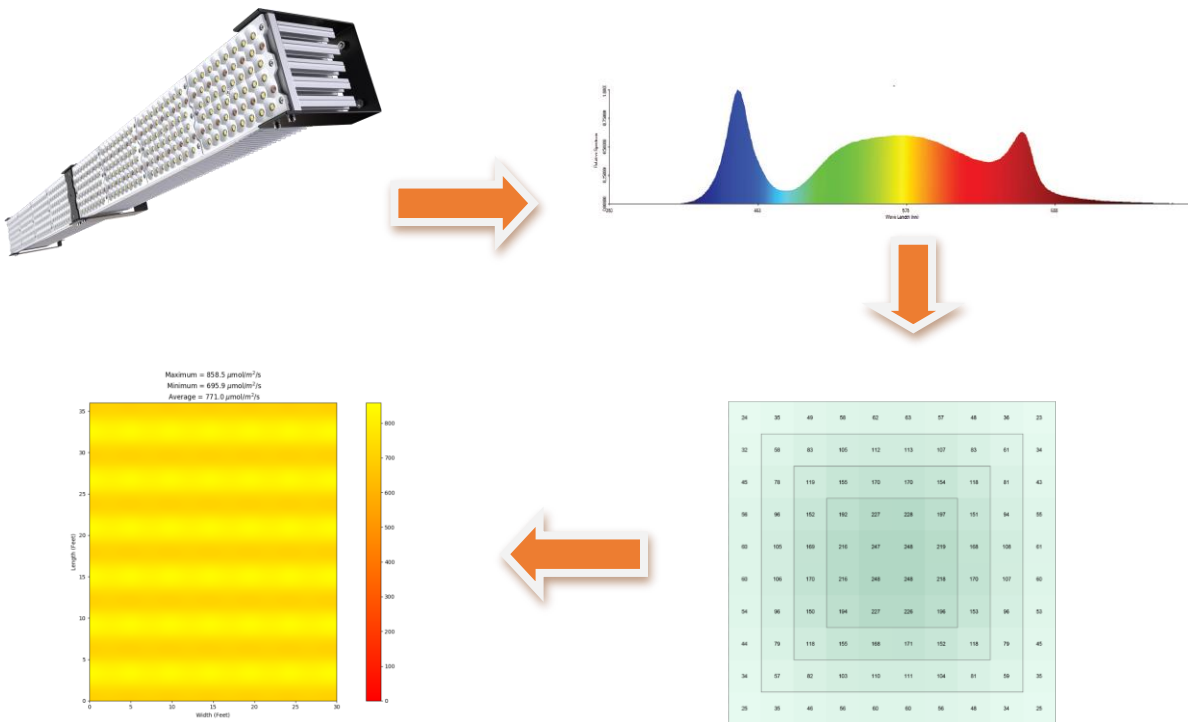 460 570
Wave Length (nm)
Maximum = 858.5 μmol/m²/s
Minimum = 695.9 μmol/m²/s
Average = 771.0 μmol/m²/s
35
30
25
20
15
10
5
0
Length (Feet)
0 5 10 15 20 25 30
Width (Feet)
800
700
600
500
400
300
200
100
0
24 35 49 58 62 63 57 48 36 23
32 58 83 105 112 113 107 83 61 34
45 78 119 155 170 170 154 118 81 43
56 96 152 192 227 228 197 151 94 55
60 105 169 216 247 248 219 168 108 61
60 106 170 216 246 248 218 170 107 60
54 96 150 194 227 226 196 153 96 53
44 79 118 155 168 171 152 118 79 45
34 57 82 103 110 111 104 81 59 35
25 35 46 56 60 60 56 48 34 25